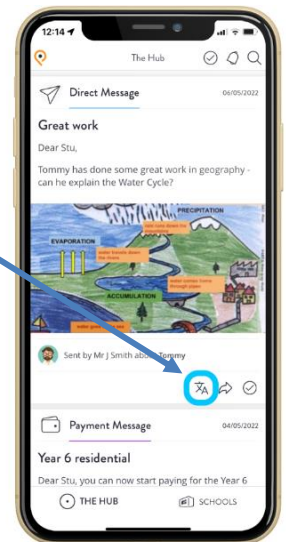 12:14
The Hub
Direct Message 06/05/2022
Great work
Dear Stu,
Tommy has done some great work in geography -
can he explain the Water Cycle?
PRECIPITATION
EVAPORATION
ACCUMULATION
Sent by Mr J Smith about Tommy
Payment Message 04/05/2022
Year 6 residential
Dear Stu, you can now start paying for the Year 6
THE HUB SCHOOLS